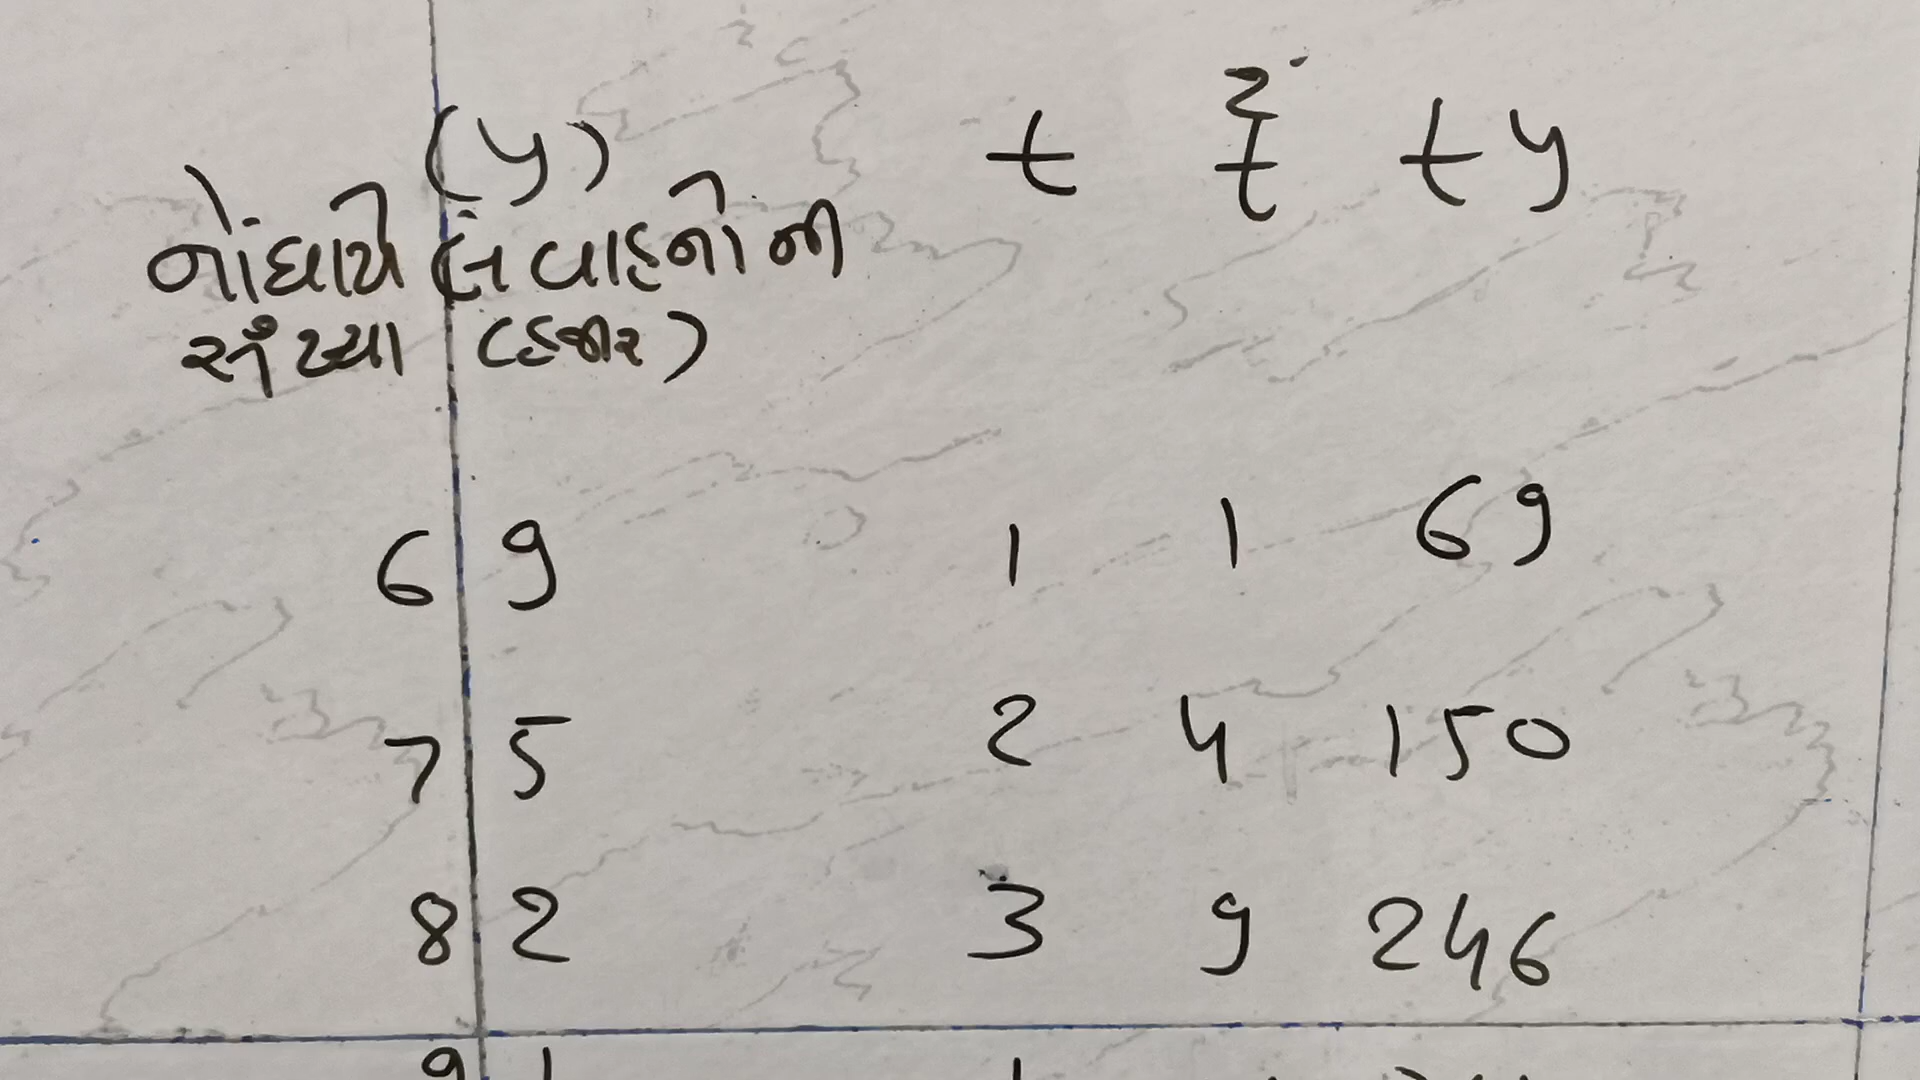 (y) t t² ty
નોંધાયેલ વાહનોની
સંખ્યા (હજાર)
69 1 1 69
75 2 4 150
82 3 9 246